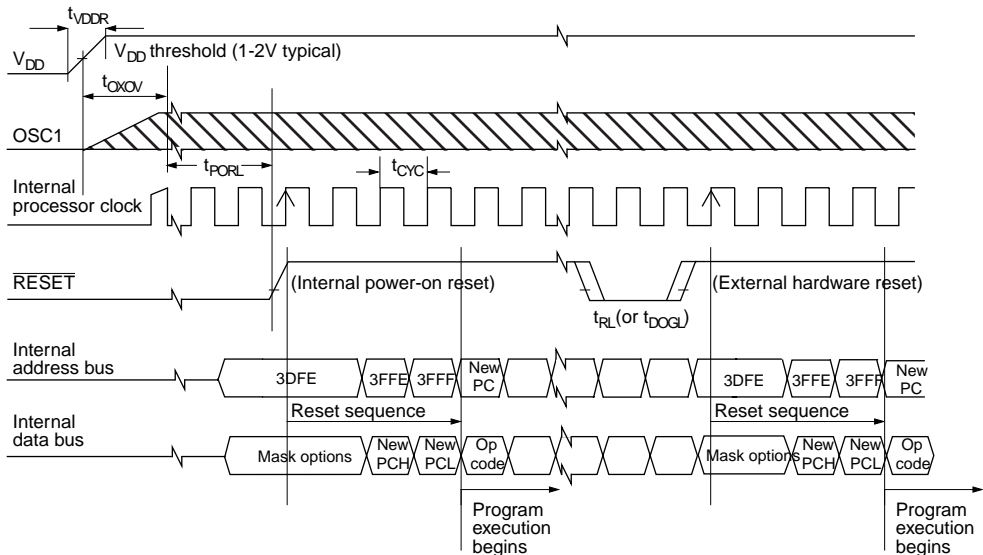 tVDDR
VDD
VDD threshold (1-2V typical)
tOXOV
OSC1
tPORL
tCYC
Internal
processor clock
RESET
(Internal power-on reset)
(External hardware reset)
tRL(or tDOGL)
Internal
address bus
3DFE
3FFE
3FFF
New
PC
3DFE
3FFE
3FFF
New
PC
Reset sequence
Reset sequence
Internal
data bus
Mask options
New
PCH
New
PCL
Op
code
Mask options
New
PCH
New
PCL
Op
code
Program
execution
begins
Program
execution
begins